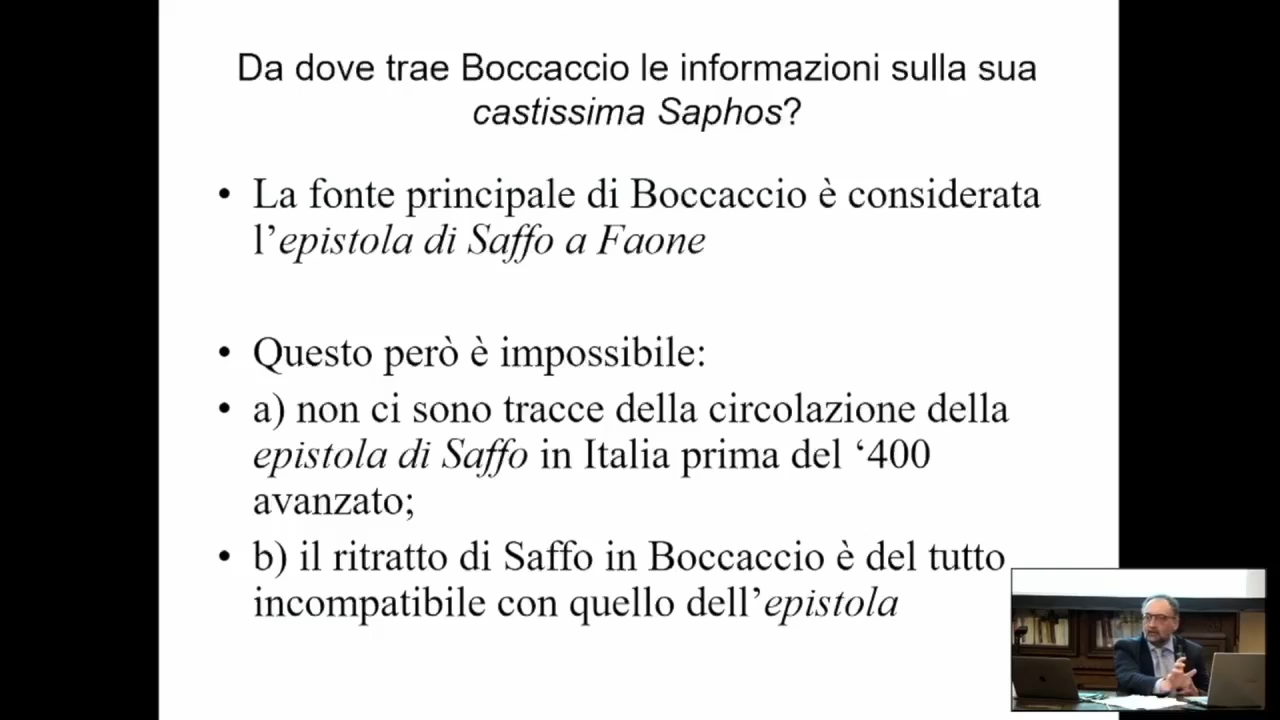 Da dove trae Boccaccio le informazioni sulla sua
castissima Saphos?
• La fonte principale di Boccaccio è considerata
l’epistola di Saffo a Faone
• Questo però è impossibile:
• a) non ci sono tracce della circolazione della
epistola di Saffo in Italia prima del ‘400
avanzato;
• b) il ritratto di Saffo in Boccaccio è del tutto
incompatibile con quello dell’epistola